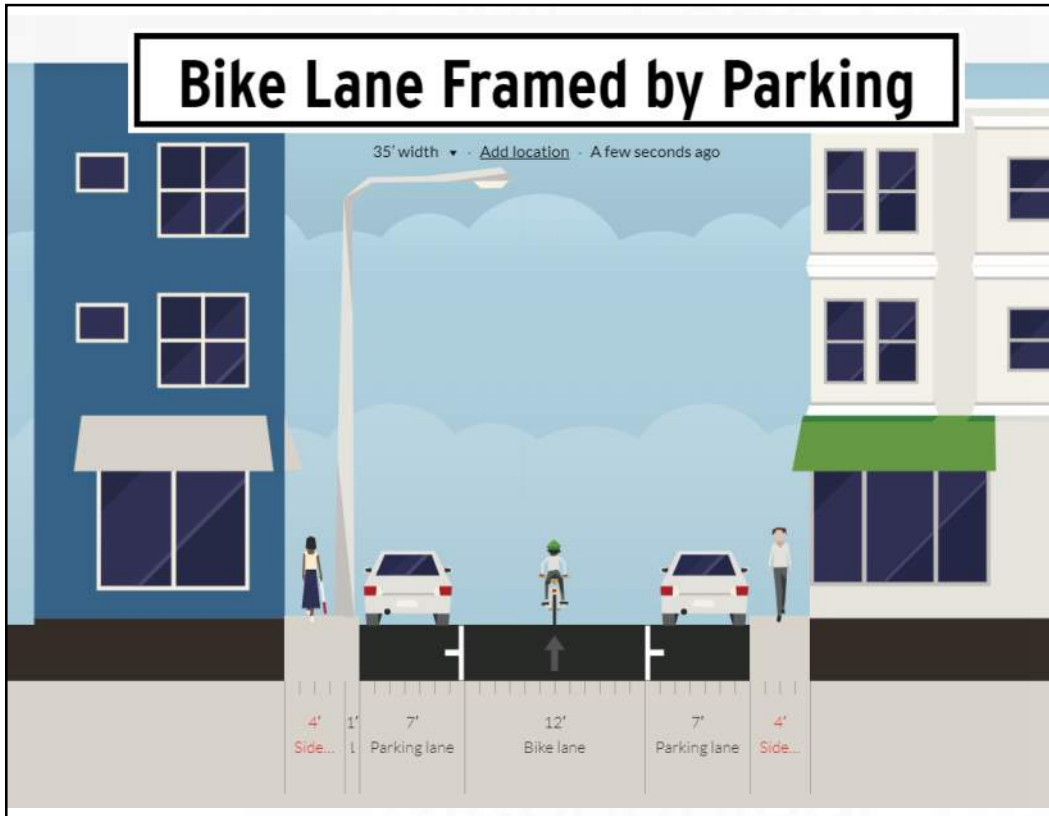 Bike Lane Framed by Parking
35' width ▾ · Add location · A few seconds ago
4' 1' 7' 12' 7' 4'
Side... L Parking lane Bike lane Parking lane Side...